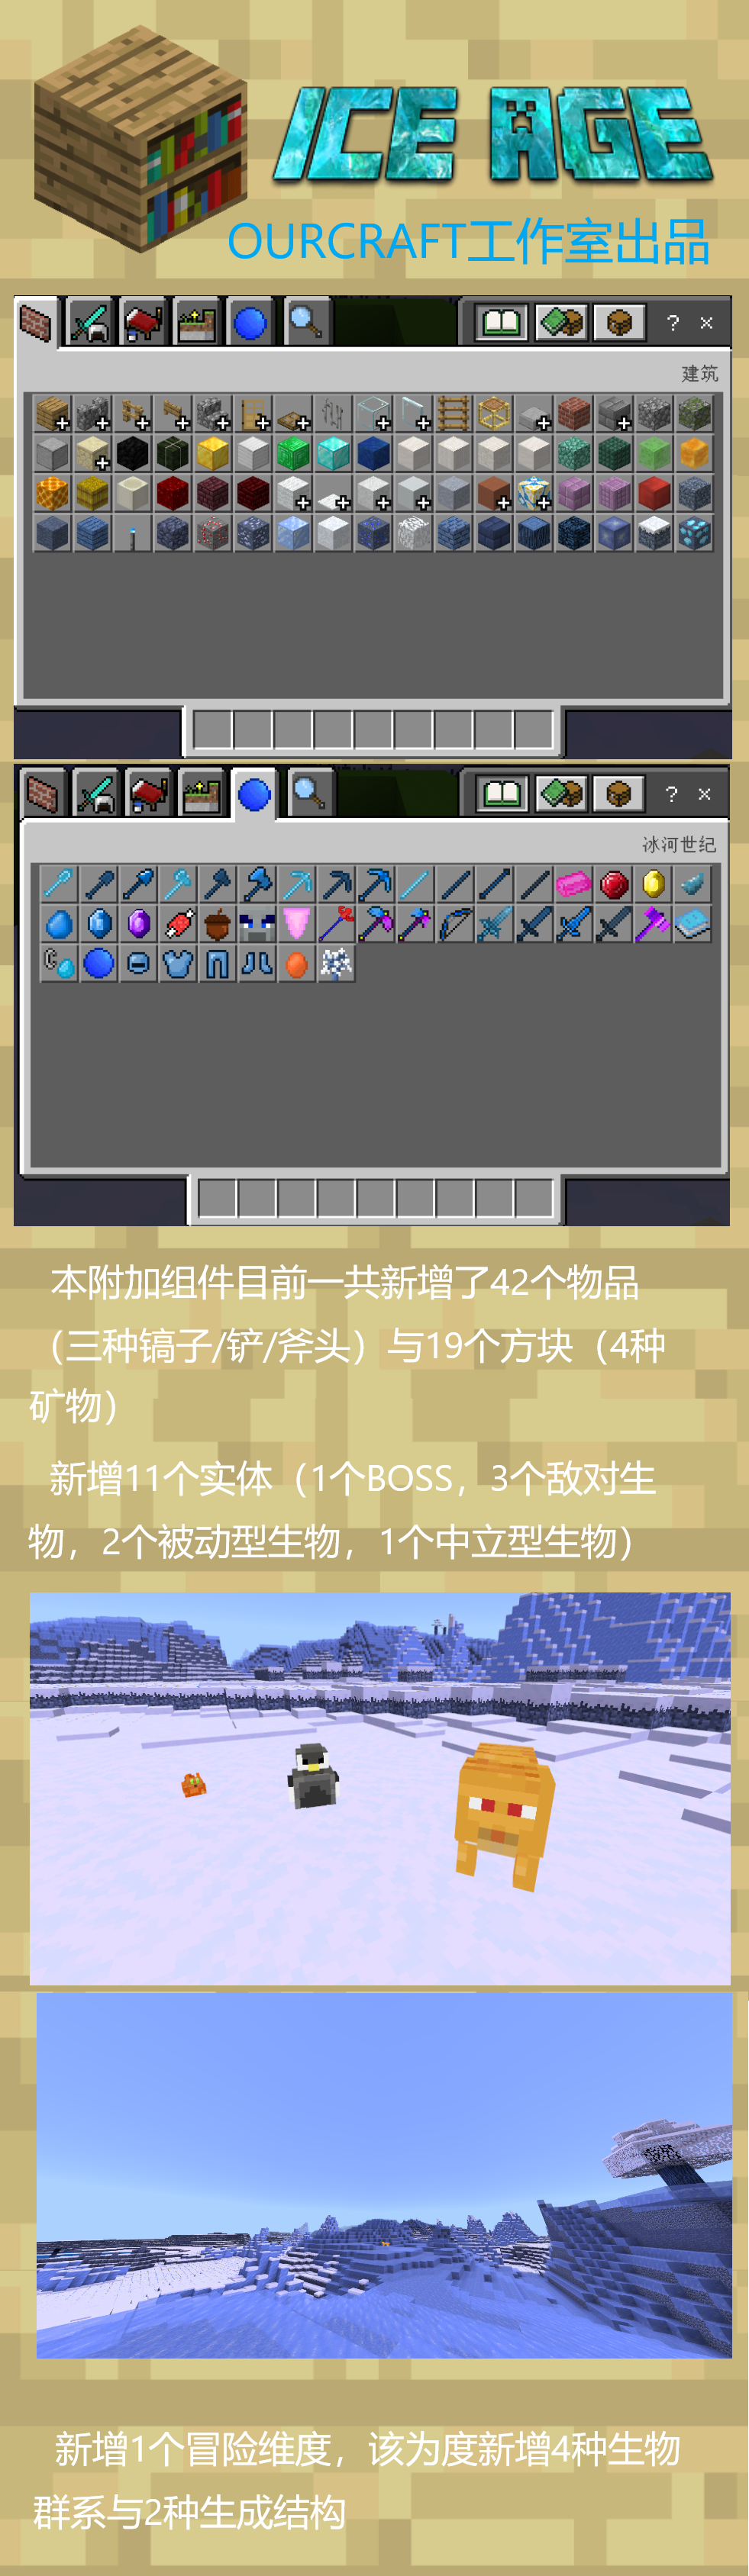 ICE AGE
OURCRAFT工作室出品
? ×
建筑
? ×
冰河世纪
本附加组件目前一共新增了42个物品
（三种镐子/铲/斧头）与19个方块（4种
矿物）
新增11个实体（1个BOSS，3个敌对生
物，2个被动型生物，1个中立型生物）
新增1个冒险维度，该为度新增4种生物
群系与2种生成结构